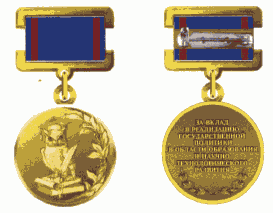 ЗА ВКЛАД
В РЕАЛИЗАЦИЮ
ГОСУДАРСТВЕННОЙ
ПОЛИТИКИ
В ОБЛАСТИ ОБРАЗОВАНИЯ
И НАУЧНО-
ТЕХНОЛОГИЧЕСКОГО
РАЗВИТИЯ